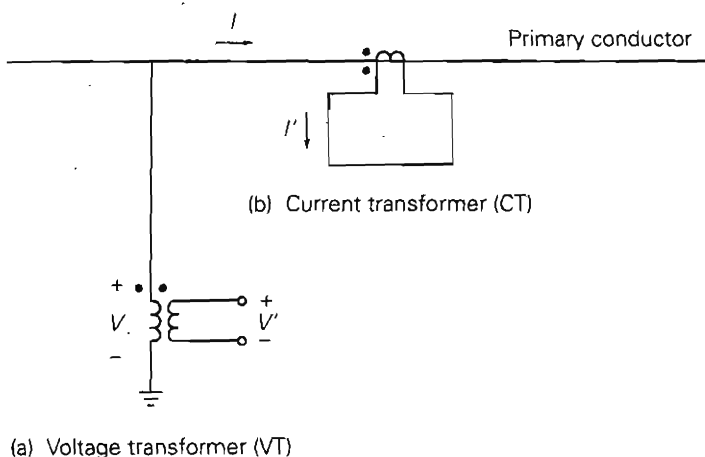 I
Primary conductor
I'
(b) Current transformer (CT)
+
+
V
V'
−
−
(a) Voltage transformer (VT)